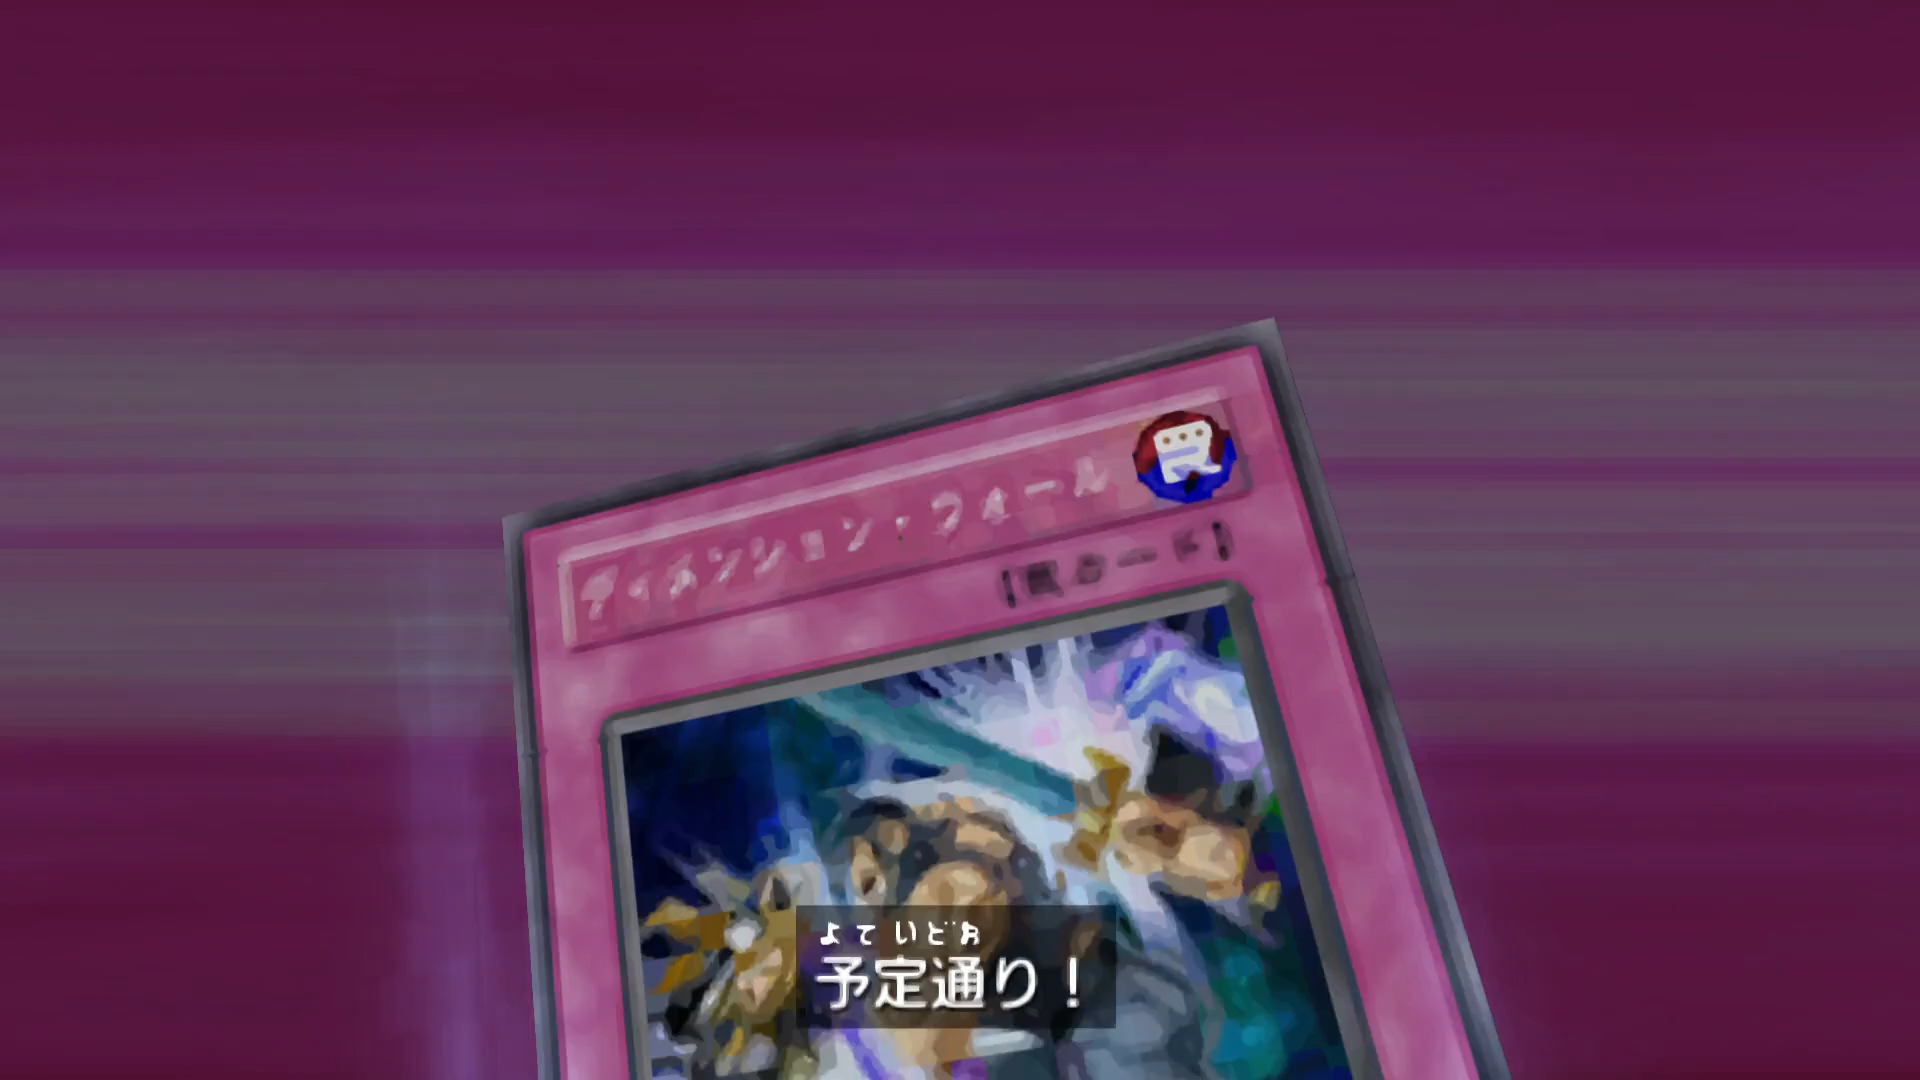 ディメンション・ウォール
[罠カード]
よていどお
予定通り！